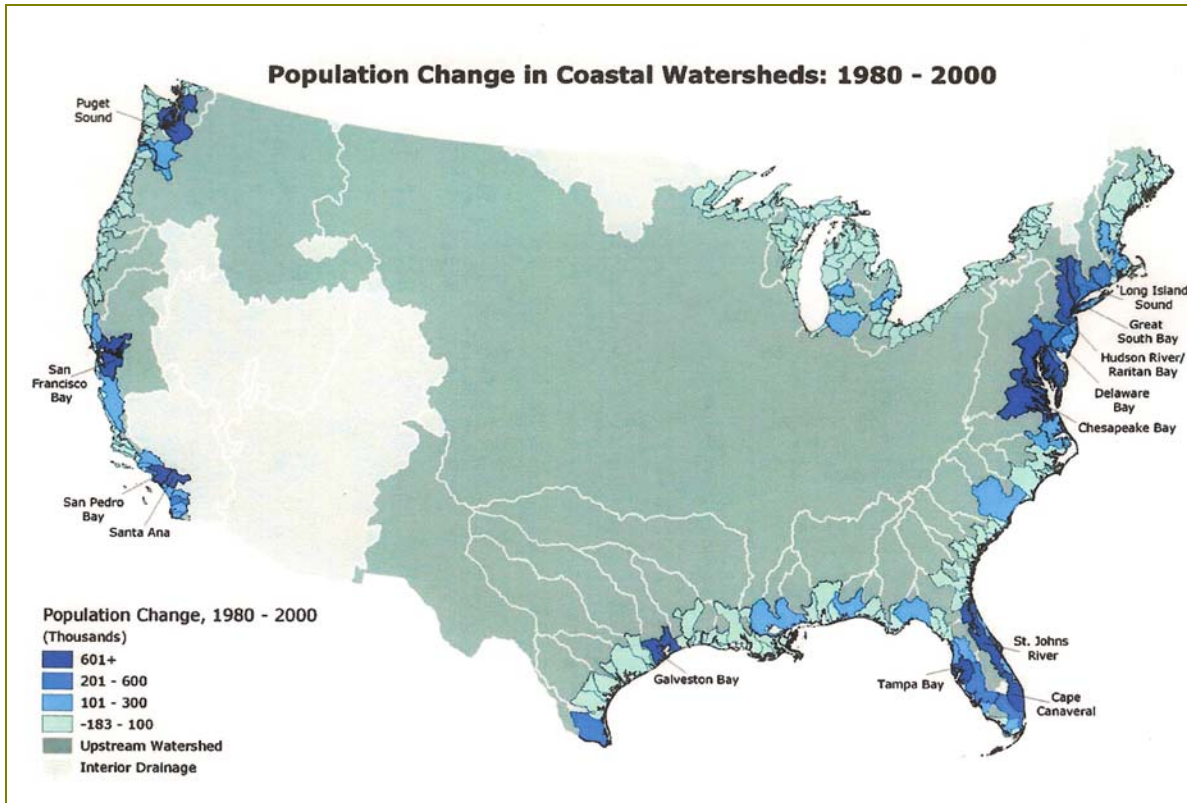 Population Change in Coastal Watersheds: 1980 - 2000
Puget
Sound
San
Francisco
Bay
San Pedro
Bay
Santa Ana
Long Island
Sound
Great
South Bay
Hudson River/
Raritan Bay
Delaware
Bay
Chesapeake Bay
St. Johns
River
Tampa Bay
Cape
Canaveral
Galveston Bay
Population Change, 1980 - 2000
(Thousands)
601+
201 - 600
101 - 300
-183 - 100
Upstream Watershed
Interior Drainage